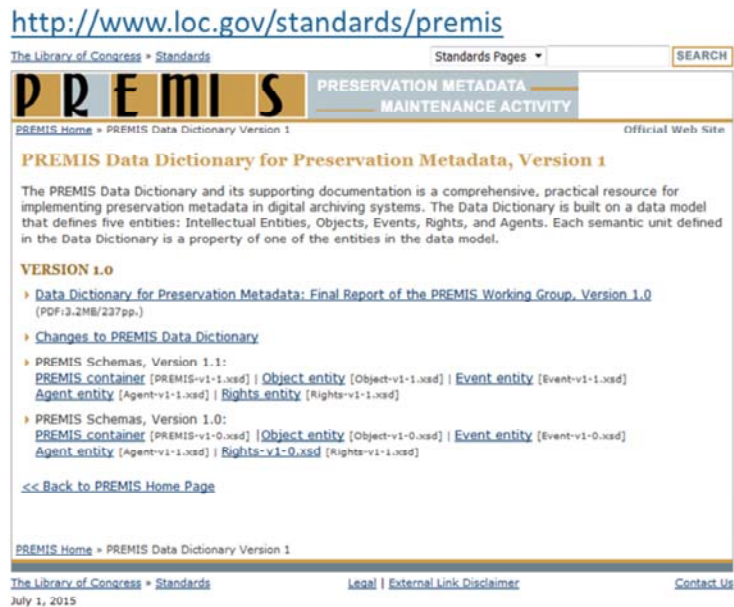 http://www.loc.gov/standards/premis
The Library of Congress » Standards
Standards Pages
SEARCH
PREMIS
PRESERVATION METADATA
MAINTENANCE ACTIVITY
PREMIS Home » PREMIS Data Dictionary Version 1
Official Web Site
PREMIS Data Dictionary for Preservation Metadata, Version 1
The PREMIS Data Dictionary and its supporting documentation is a comprehensive, practical resource for
implementing preservation metadata in digital archiving systems. The Data Dictionary is built on a data model
that defines five entities: Intellectual Entities, Objects, Events, Rights, and Agents. Each semantic unit defined
in the Data Dictionary is a property of one of the entities in the data model.
VERSION 1.0
Data Dictionary for Preservation Metadata: Final Report of the PREMIS Working Group, Version 1.0
(PDF:3.2MB/237pp.)
Changes to PREMIS Data Dictionary
PREMIS Schemas, Version 1.1:
PREMIS container [PREMIS-v1-1.xsd] | Object entity [Object-v1-1.xsd] | Event entity [Event-v1-1.xsd]
Agent entity [Agent-v1-1.xsd] | Rights entity [Rights-v1-1.xsd]
PREMIS Schemas, Version 1.0:
PREMIS container [PREMIS-v1-0.xsd] |Object entity [Object-v1-0.xsd] | Event entity [Event-v1-0.xsd]
Agent entity [Agent-v1-1.xsd] | Rights-v1-0.xsd [Rights-v1-1.xsd]
<< Back to PREMIS Home Page
PREMIS Home » PREMIS Data Dictionary Version 1
The Library of Congress » Standards
Legal | External Link Disclaimer
Contact Us
July 1, 2015